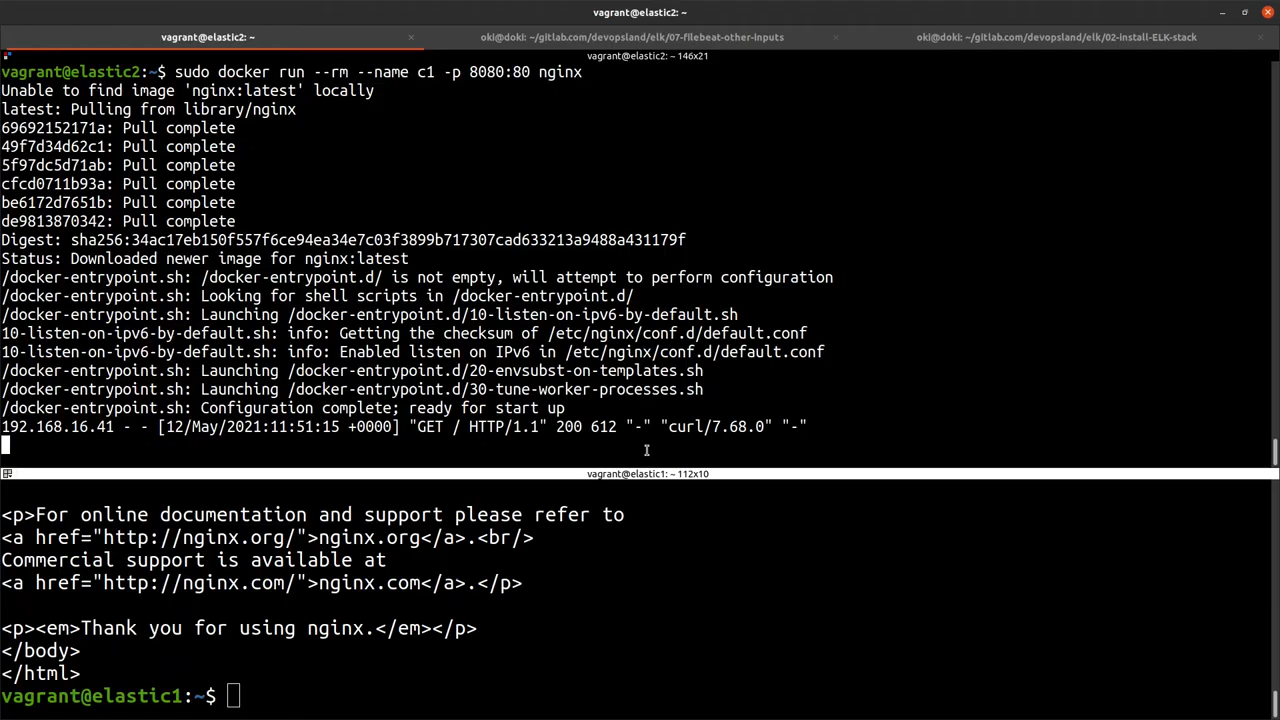 vagrant@elastic2: ~
vagrant@elastic2: ~
oki@doki: ~/gitlab.com/devopsland/elk/07-filebeat-other-inputs
oki@doki: ~/gitlab.com/devopsland/elk/02-install-ELK-stack
vagrant@elastic2: ~ 146x21
vagrant@elastic2:~$ sudo docker run --rm --name c1 -p 8080:80 nginx
Unable to find image 'nginx:latest' locally
latest: Pulling from library/nginx
69692152171a: Pull complete
49f7d34d62c1: Pull complete
5f97dc5d71ab: Pull complete
cfcd0711b93a: Pull complete
be6172d7651b: Pull complete
de9813870342: Pull complete
Digest: sha256:34ac17eb150f557f6ce94ea34e7c03f3899b717307cad633213a9488a431179f
Status: Downloaded newer image for nginx:latest
/docker-entrypoint.sh: /docker-entrypoint.d/ is not empty, will attempt to perform configuration
/docker-entrypoint.sh: Looking for shell scripts in /docker-entrypoint.d/
/docker-entrypoint.sh: Launching /docker-entrypoint.d/10-listen-on-ipv6-by-default.sh
10-listen-on-ipv6-by-default.sh: info: Getting the checksum of /etc/nginx/conf.d/default.conf
10-listen-on-ipv6-by-default.sh: info: Enabled listen on IPv6 in /etc/nginx/conf.d/default.conf
/docker-entrypoint.sh: Launching /docker-entrypoint.d/20-envsubst-on-templates.sh
/docker-entrypoint.sh: Launching /docker-entrypoint.d/30-tune-worker-processes.sh
/docker-entrypoint.sh: Configuration complete; ready for start up
192.168.16.41 - - [12/May/2021:11:51:15 +0000] "GET / HTTP/1.1" 200 612 "-" "curl/7.68.0" "-"
vagrant@elastic1: ~ 112x10
<p>For online documentation and support please refer to
<a href="http://nginx.org/">nginx.org</a>.<br/>
Commercial support is available at
<a href="http://nginx.com/">nginx.com</a>.</p>
<p><em>Thank you for using nginx.</em></p>
</body>
</html>
vagrant@elastic1:~$